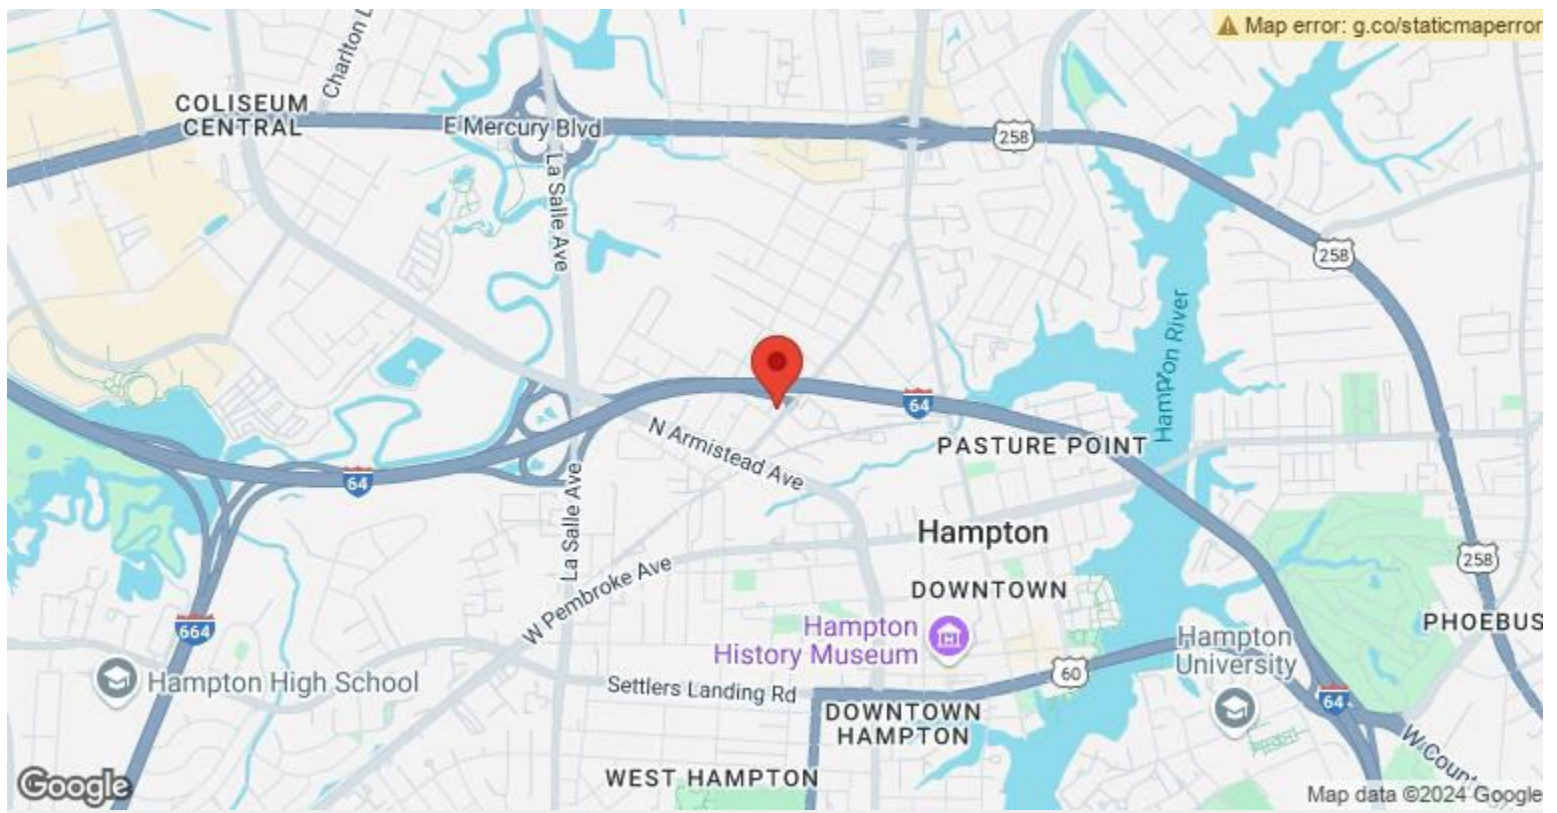 Map error: g.co/staticmaperror
Charlton L
COLISEUM
CENTRAL
E Mercury Blvd
258
La Salle Ave
258
Hampton River
64
N Armistead Ave
PASTURE POINT
64
La Salle Ave
Hampton
W Pembroke Ave
258
DOWNTOWN
664
Hampton
History Museum
PHOEBUS
Hampton
University
60
Hampton High School
Settlers Landing Rd
64
DOWNTOWN
HAMPTON
W Count
WEST HAMPTON
Google
Map data ©2024 Google